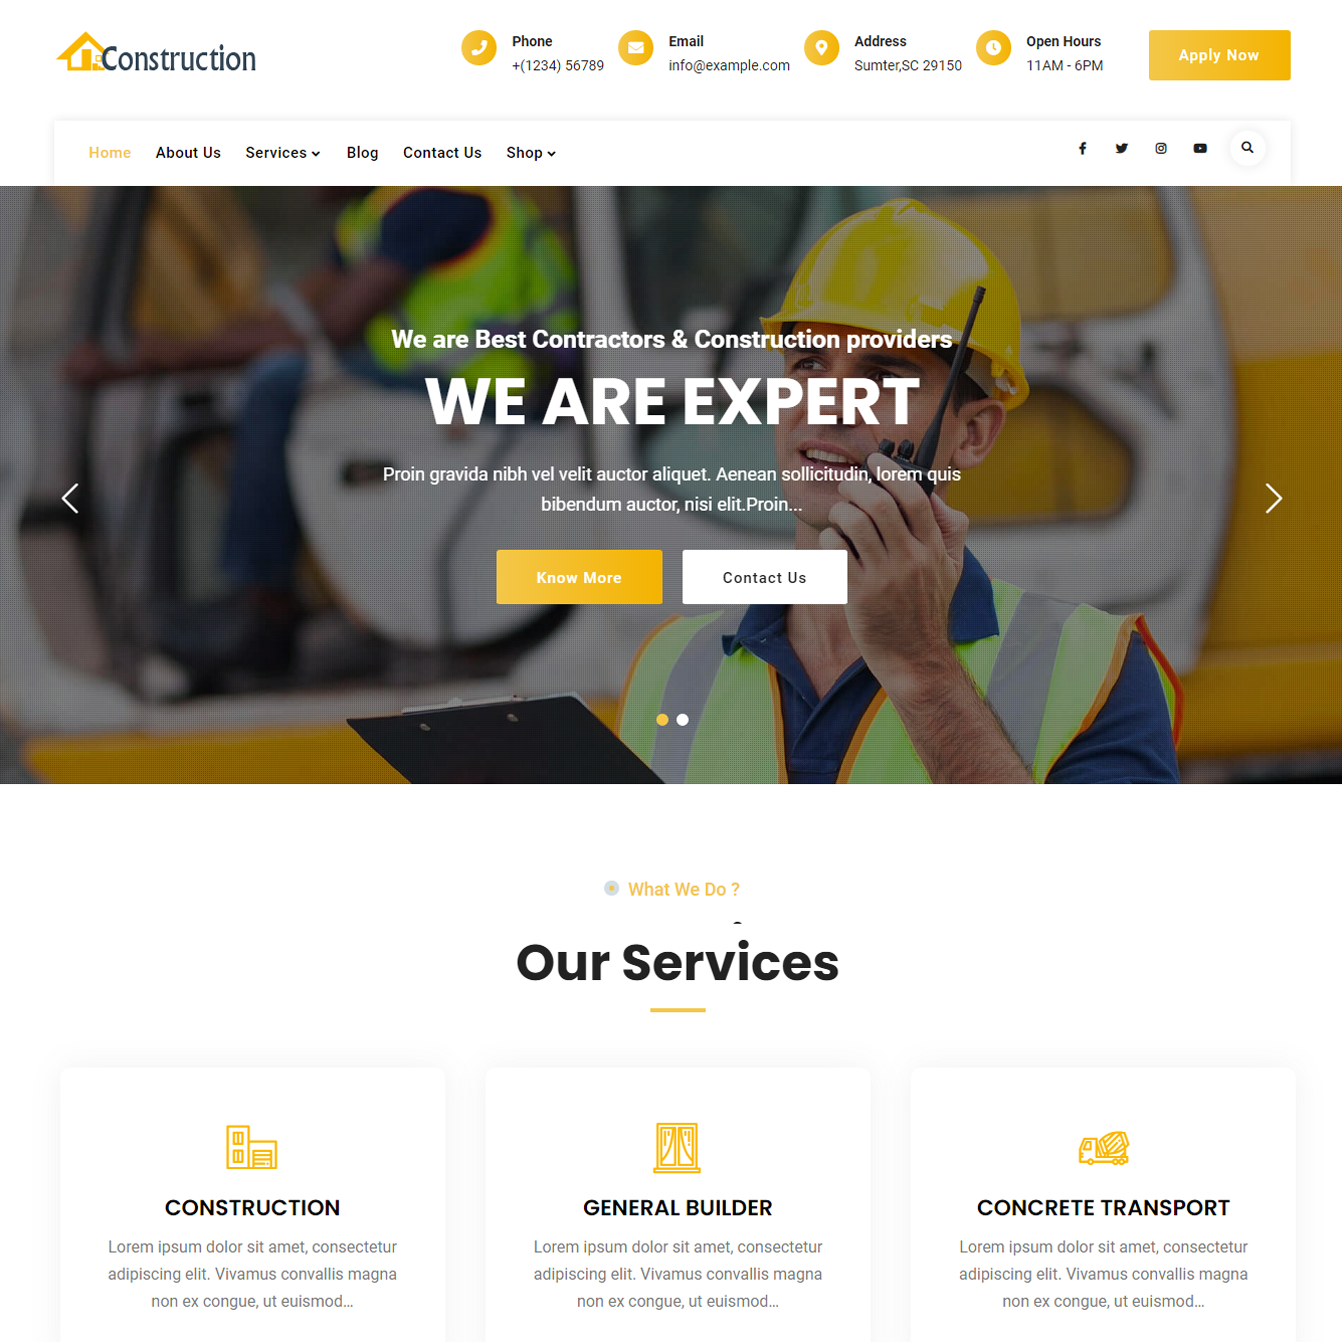 Construction
Phone
+(1234) 56789
Email
info@example.com
Address
Sumter,SC 29150
Open Hours
11AM - 6PM
Apply Now
Home
About Us
Services
Blog
Contact Us
Shop
We are Best Contractors & Construction providers
WE ARE EXPERT
Proin gravida nibh vel velit auctor aliquet. Aenean sollicitudin, lorem quis
bibendum auctor, nisi elit.Proin...
Know More
Contact Us
What We Do ?
Our Services
CONSTRUCTION
Lorem ipsum dolor sit amet, consectetur
adipiscing elit. Vivamus convallis magna
non ex congue, ut euismod...
GENERAL BUILDER
Lorem ipsum dolor sit amet, consectetur
adipiscing elit. Vivamus convallis magna
non ex congue, ut euismod...
CONCRETE TRANSPORT
Lorem ipsum dolor sit amet, consectetur
adipiscing elit. Vivamus convallis magna
non ex congue, ut euismod...